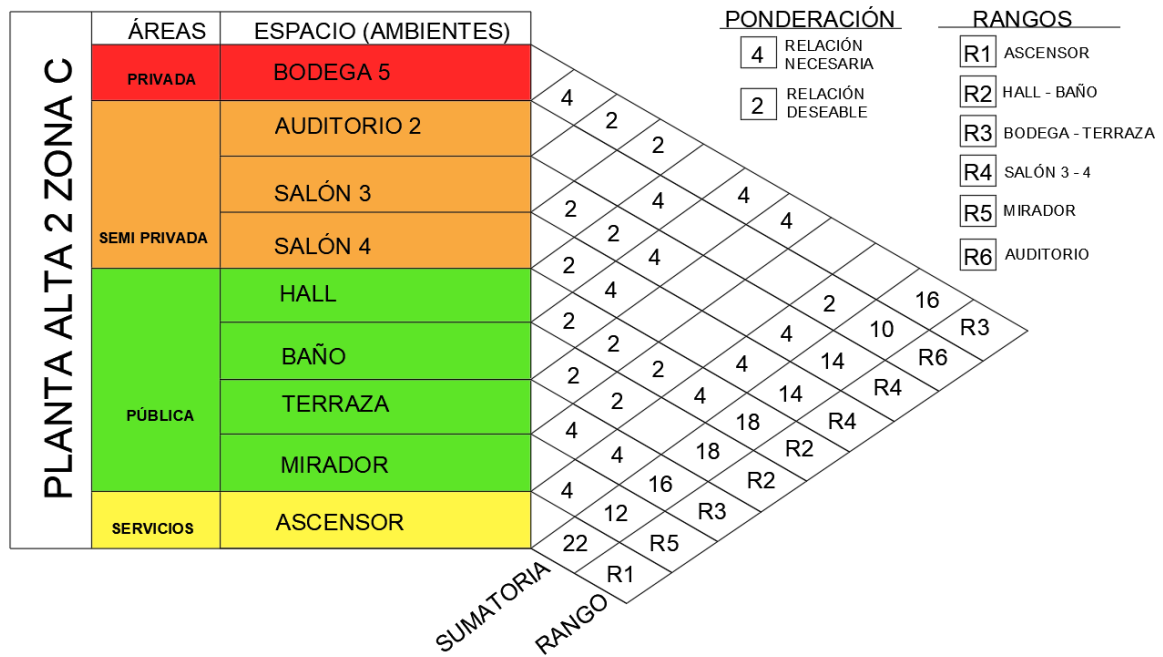 PLANTA ALTA 2 ZONA C
ÁREAS
ESPACIO (AMBIENTES)
PRIVADA
BODEGA 5
SEMI PRIVADA
AUDITORIO 2
SALÓN 3
SALÓN 4
PÚBLICA
HALL
BAÑO
TERRAZA
MIRADOR
SERVICIOS
ASCENSOR
4
2
2
4
4
2
4
2
4
2
4
2
2
2
4
2
2
4
2
4
4
4
4
16
10
14
14
18
18
16
12
22
R3
R6
R4
R4
R2
R2
R3
R5
R1
SUMATORIA
RANGO
PONDERACIÓN
4 RELACIÓN
NECESARIA
2 RELACIÓN
DESEABLE
RANGOS
R1 ASCENSOR
R2 HALL - BAÑO
R3 BODEGA - TERRAZA
R4 SALÓN 3 - 4
R5 MIRADOR
R6 AUDITORIO